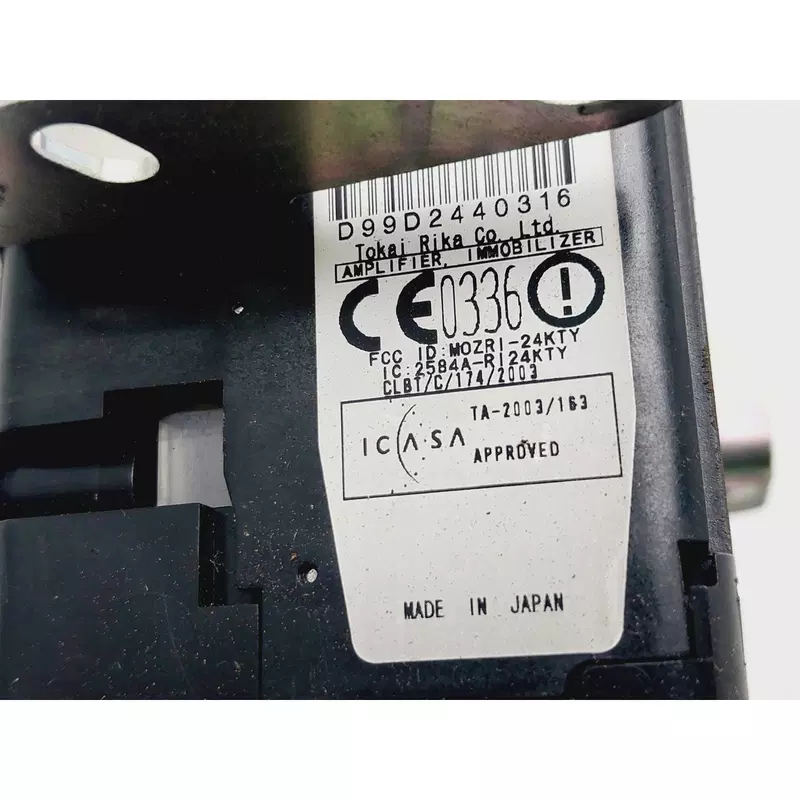 D99D2440316
Tokai Rika Co.,Ltd.
AMPLIFIER, IMMOBILIZER
CE0336
FCC ID:MOZRI-24KTY
IC:2584A-RI24KTY
CLBT/C/174/2003
ICASA
TA-2003/163
APPROVED
MADE IN JAPAN